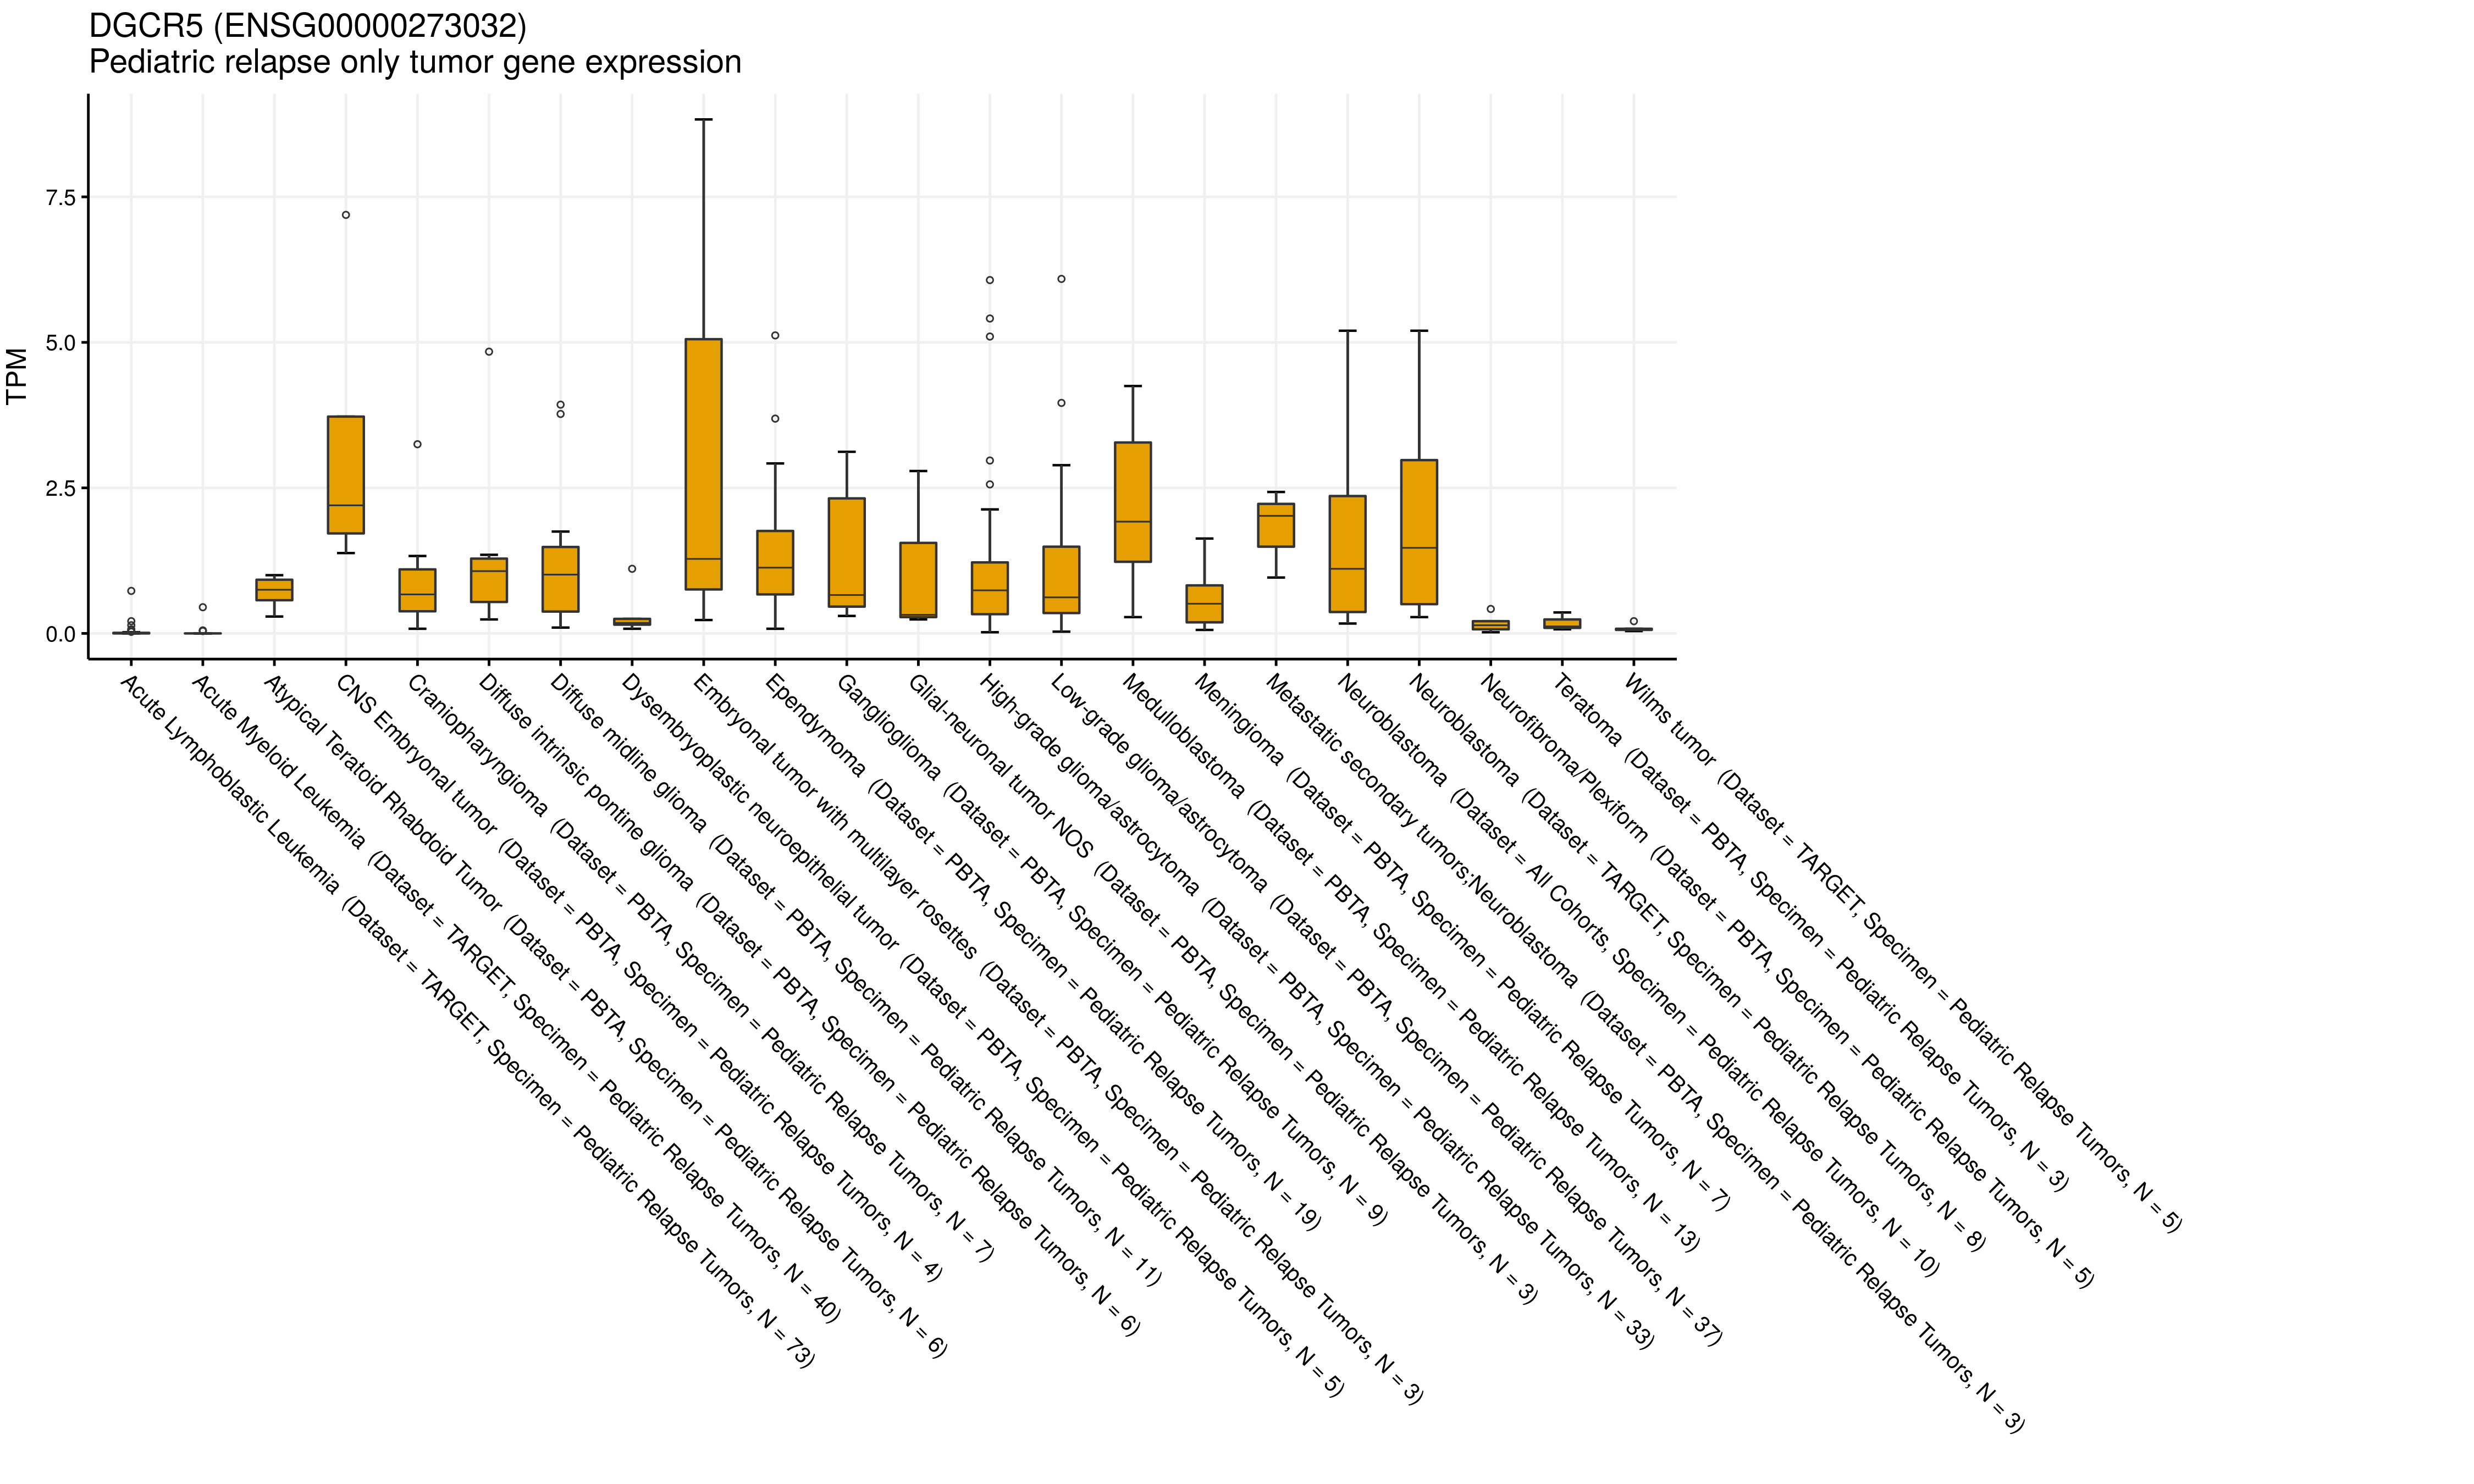 DGCR5 (ENSG00000273032)
Pediatric relapse only tumor gene expression
TPM
7.5
5.0
2.5
0.0
Acute Lymphoblastic Leukemia (Dataset = TARGET, Specimen = Pediatric Relapse Tumors, N = 73)
Acute Myeloid Leukemia (Dataset = TARGET, Specimen = Pediatric Relapse Tumors, N = 40)
Atypical Teratoid Rhabdoid Tumor (Dataset = PBTA, Specimen = Pediatric Relapse Tumors, N = 6)
CNS Embryonal tumor (Dataset = PBTA, Specimen = Pediatric Relapse Tumors, N = 4)
Craniopharyngioma (Dataset = PBTA, Specimen = Pediatric Relapse Tumors, N = 7)
Diffuse intrinsic pontine glioma (Dataset = PBTA, Specimen = Pediatric Relapse Tumors, N = 6)
Diffuse midline glioma (Dataset = PBTA, Specimen = Pediatric Relapse Tumors, N = 11)
Dysembryoplastic neuroepithelial tumor (Dataset = PBTA, Specimen = Pediatric Relapse Tumors, N = 5)
Embryonal tumor with multilayer rosettes (Dataset = PBTA, Specimen = Pediatric Relapse Tumors, N = 3)
Ependymoma (Dataset = PBTA, Specimen = Pediatric Relapse Tumors, N = 19)
Ganglioglioma (Dataset = PBTA, Specimen = Pediatric Relapse Tumors, N = 9)
Glial-neuronal tumor NOS (Dataset = PBTA, Specimen = Pediatric Relapse Tumors, N = 3)
High-grade glioma/astrocytoma (Dataset = PBTA, Specimen = Pediatric Relapse Tumors, N = 33)
Low-grade glioma/astrocytoma (Dataset = PBTA, Specimen = Pediatric Relapse Tumors, N = 37)
Medulloblastoma (Dataset = PBTA, Specimen = Pediatric Relapse Tumors, N = 13)
Meningioma (Dataset = PBTA, Specimen = Pediatric Relapse Tumors, N = 7)
Metastatic secondary tumors;Neuroblastoma (Dataset = PBTA, Specimen = Pediatric Relapse Tumors, N = 3)
Neuroblastoma (Dataset = All Cohorts, Specimen = Pediatric Relapse Tumors, N = 10)
Neuroblastoma (Dataset = TARGET, Specimen = Pediatric Relapse Tumors, N = 8)
Neurofibroma/Plexiform (Dataset = PBTA, Specimen = Pediatric Relapse Tumors, N = 5)
Teratoma (Dataset = PBTA, Specimen = Pediatric Relapse Tumors, N = 3)
Wilms tumor (Dataset = TARGET, Specimen = Pediatric Relapse Tumors, N = 5)